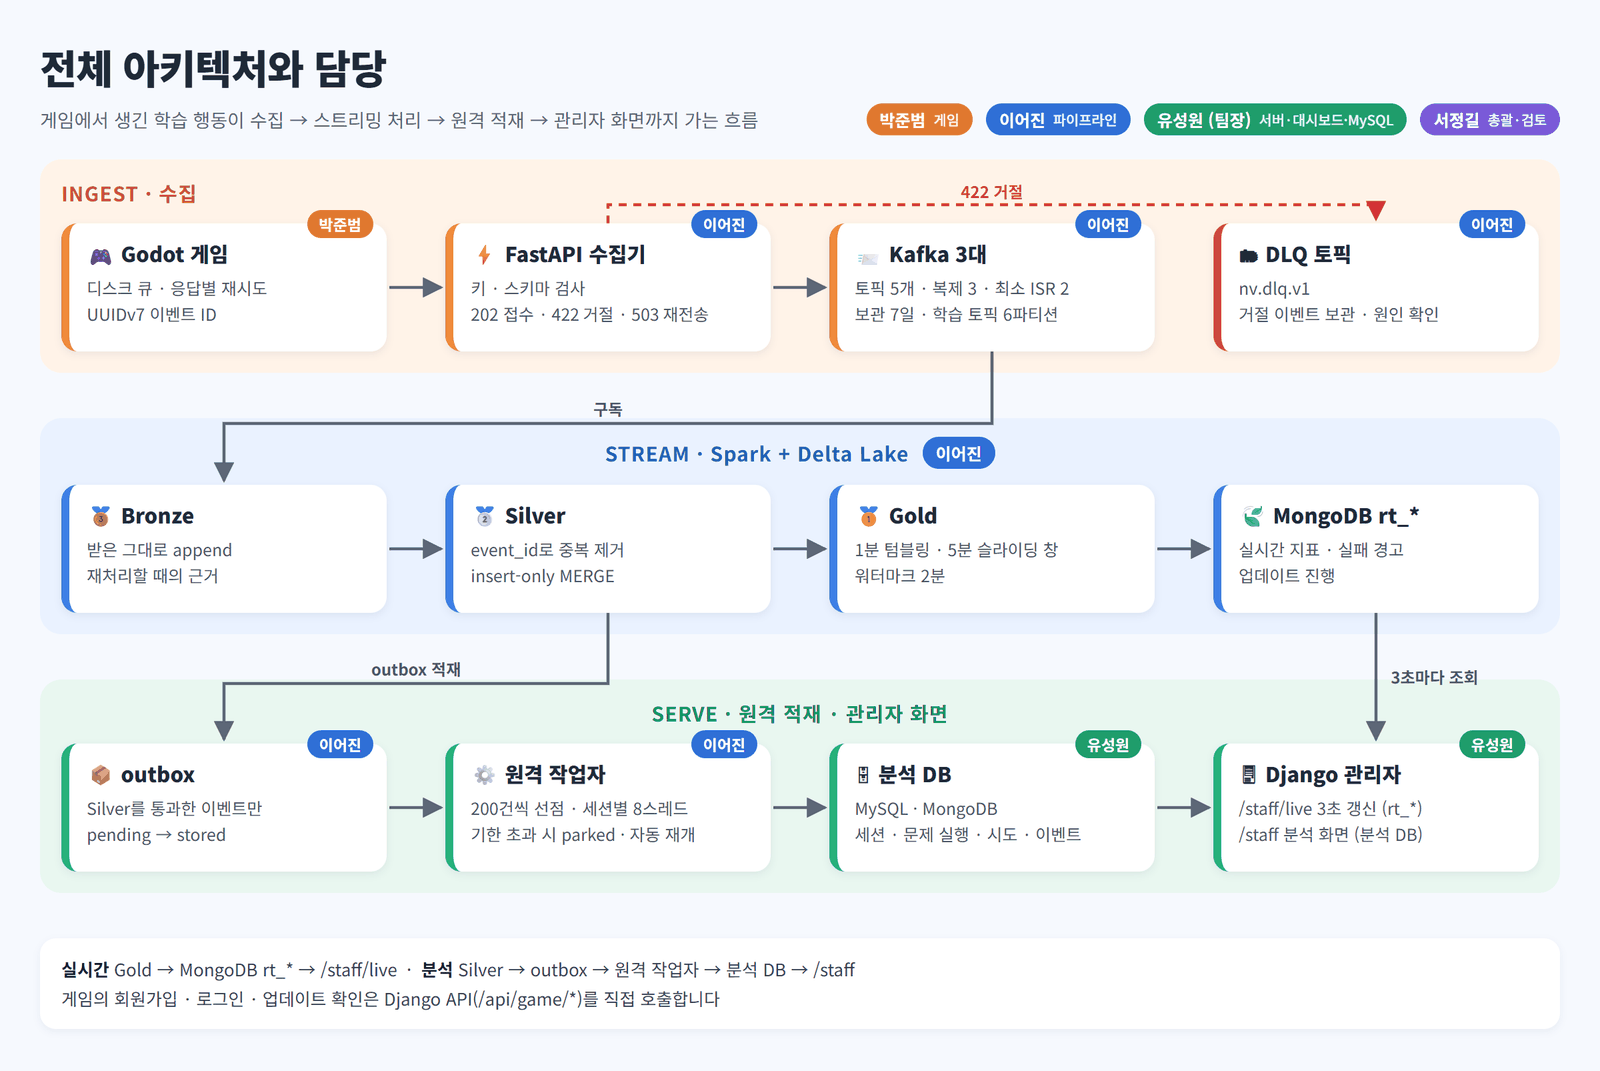 전체 아키텍처와 담당
게임에서 생긴 학습 행동이 수집 → 스트리밍 처리 → 원격 적재 → 관리자 화면까지 가는 흐름
박준범 게임
이어진 파이프라인
유성원 (팀장) 서버·대시보드·MySQL
서정길 총괄·검토
INGEST · 수집
422 거절
박준범
Godot 게임
디스크 큐 · 응답별 재시도
UUIDv7 이벤트 ID
이어진
FastAPI 수집기
키 · 스키마 검사
202 접수 · 422 거절 · 503 재전송
이어진
Kafka 3대
토픽 5개 · 복제 3 · 최소 ISR 2
보관 7일 · 학습 토픽 6파티션
이어진
DLQ 토픽
nv.dlq.v1
거절 이벤트 보관 · 원인 확인
구독
STREAM · Spark + Delta Lake
이어진
Bronze
받은 그대로 append
재처리할 때의 근거
Silver
event_id로 중복 제거
insert-only MERGE
Gold
1분 텀블링 · 5분 슬라이딩 창
워터마크 2분
MongoDB rt_*
실시간 지표 · 실패 경고
업데이트 진행
outbox 적재
3초마다 조회
SERVE · 원격 적재 · 관리자 화면
이어진
outbox
Silver를 통과한 이벤트만
pending → stored
이어진
원격 작업자
200건씩 선점 · 세션별 8스레드
기한 초과 시 parked · 자동 재개
유성원
분석 DB
MySQL · MongoDB
세션 · 문제 실행 · 시도 · 이벤트
유성원
Django 관리자
/staff/live 3초 갱신 (rt_*)
/staff 분석 화면 (분석 DB)
실시간 Gold → MongoDB rt_* → /staff/live · 분석 Silver → outbox → 원격 작업자 → 분석 DB → /staff
게임의 회원가입 · 로그인 · 업데이트 확인은 Django API(/api/game/*)를 직접 호출합니다